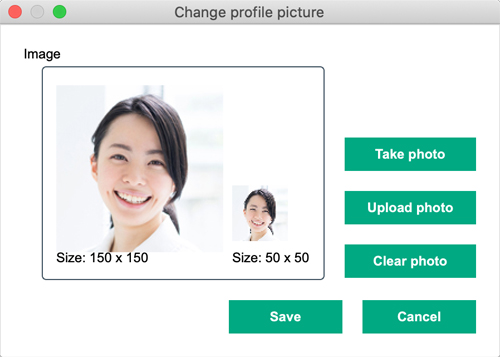 Change profile picture
Image
Take photo
Upload photo
Size: 150 x 150
Size: 50 x 50
Clear photo
Save
Cancel